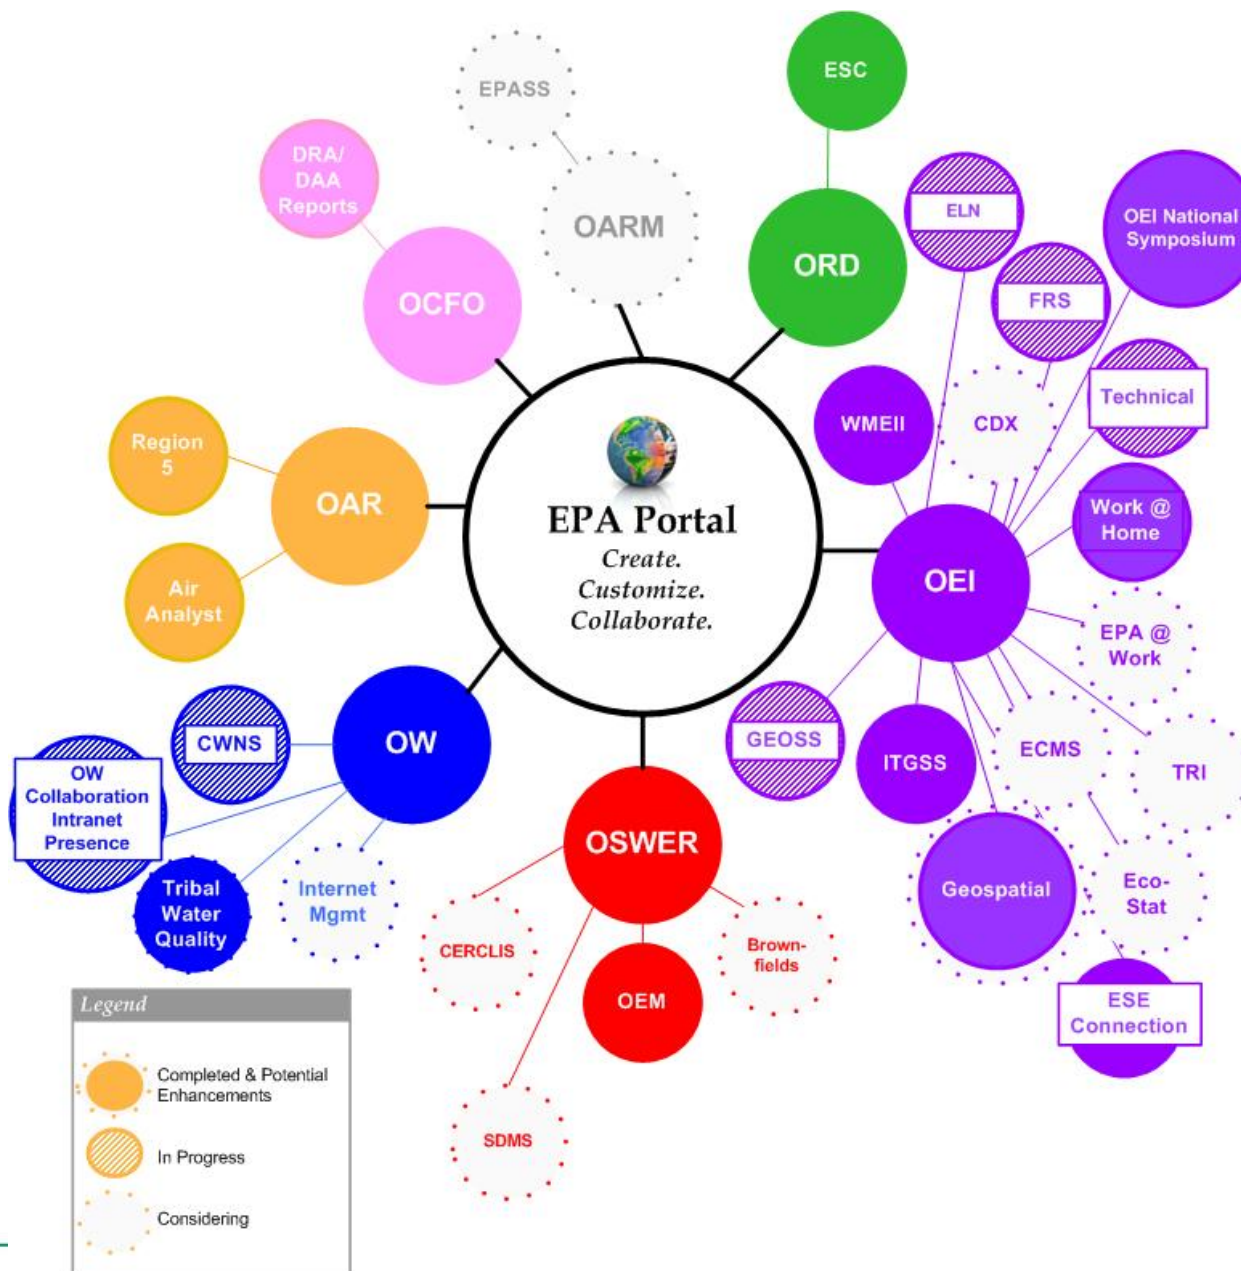 ESC
EPASS
DRA/
DAA
Reports
OARM
ELN
OEI National
Symposium
ORD
OCFO
FRS
Technical
WMEII
CDX
Region
5
OAR
EPA Portal
Create.
Customize.
Collaborate.
Work @
Home
OEI
Air
Analyst
EPA @
Work
CWNS
OW
GEOSS
ITGSS
ECMS
TRI
OW
Collaboration
Intranet
Presence
OSWER
Tribal
Water
Quality
Internet
Mgmt
Geospatial
Eco-
Stat
CERCLIS
Brown-
fields
OEM
ESE
Connection
SDMS
Legend
Completed & Potential
Enhancements
In Progress
Considering